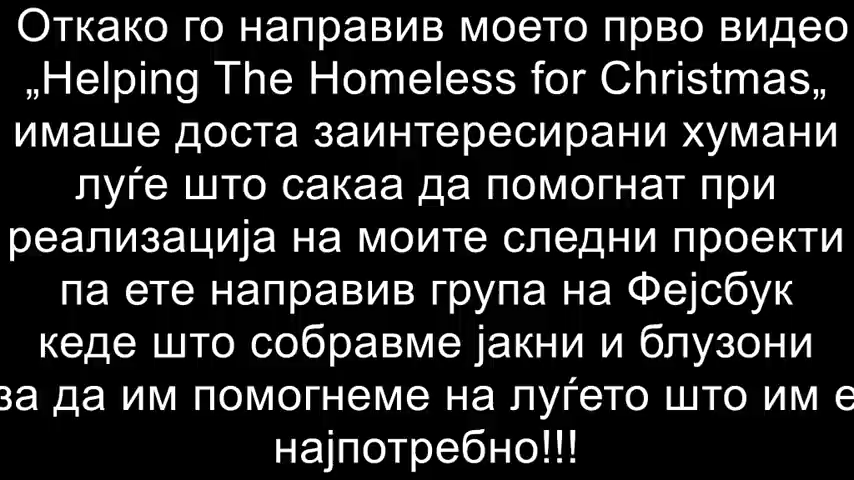 Откако го направив моето прво видео
„Helping The Homeless for Christmas„
имаше доста заинтересирани хумани
луѓе што сакаа да помогнат при
реализација на моите следни проекти
па ете направив група на Фејсбук
кеде што собравме јакни и блузони
за да им помогнеме на луѓето што им е
најпотребно!!!